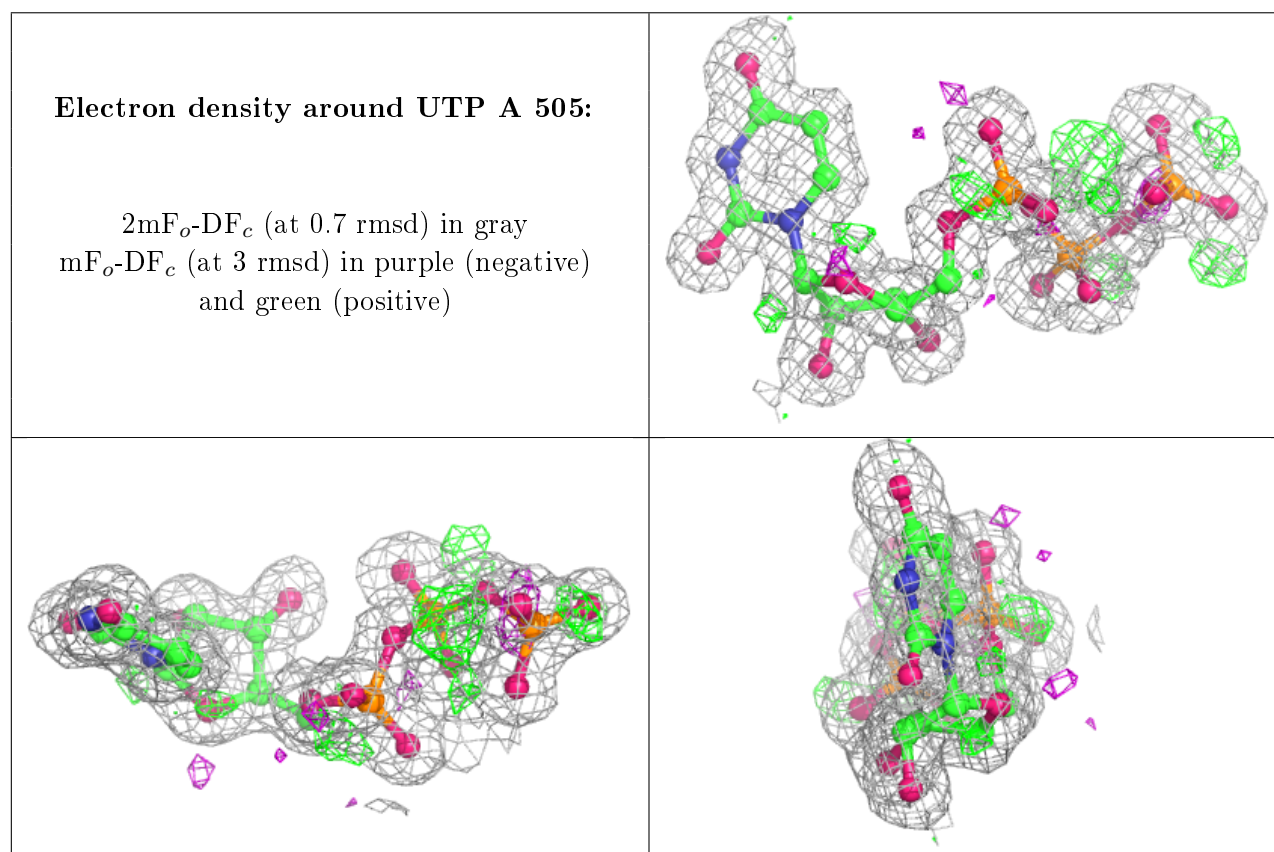 Electron density around UTP A 505:
2mFo-DFc (at 0.7 rmsd) in gray
mFo-DFc (at 3 rmsd) in purple (negative)
and green (positive)